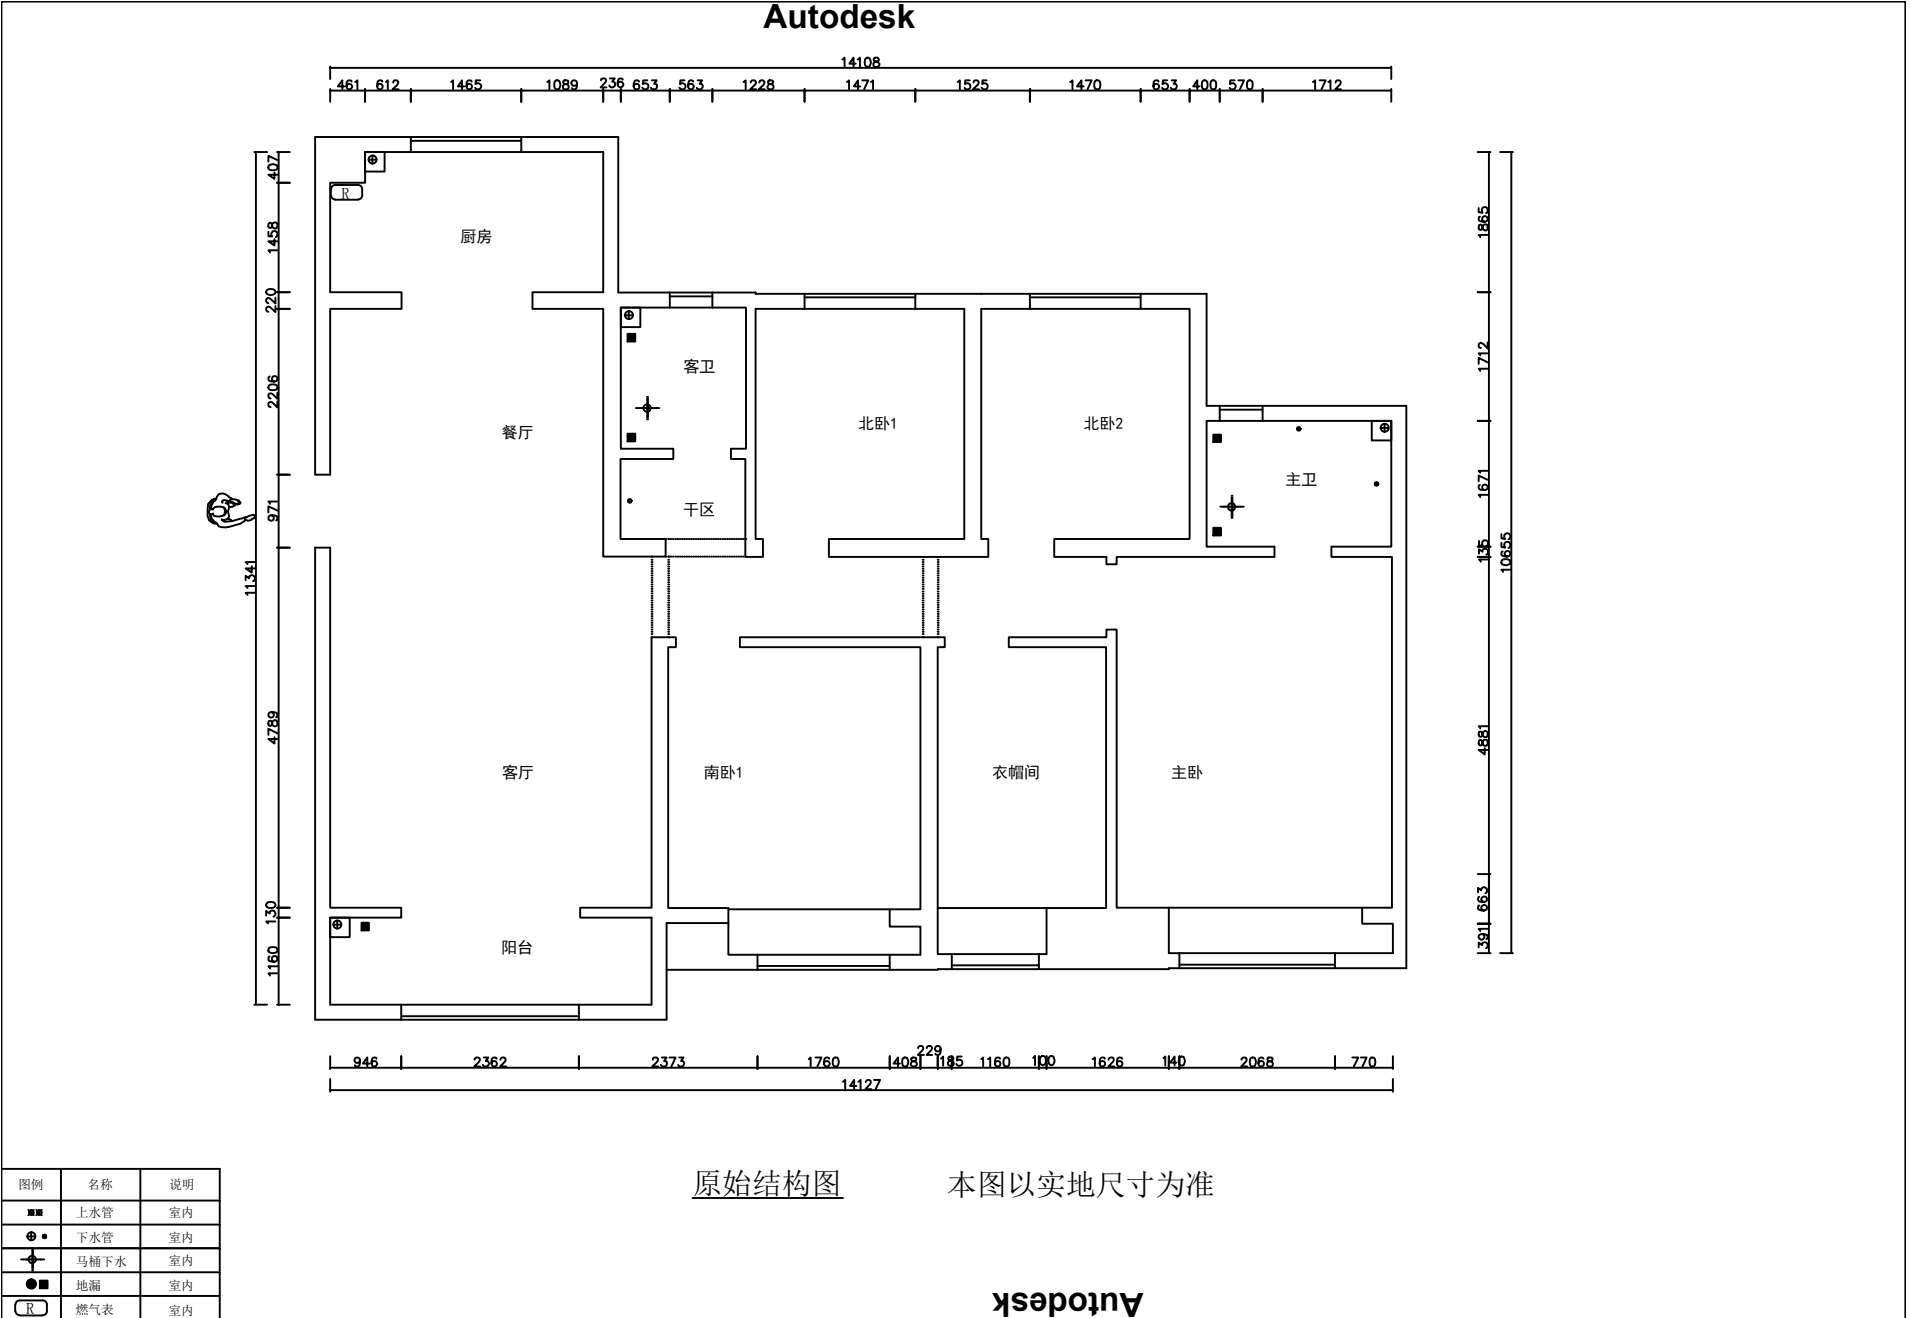 Autodesk
14108
461 612 1465 1089 236 653 563 1228 1471 1525 1470 653 400 570 1712
407
1458
220
2206
971
11341
4789
130
1160
R
厨房
餐厅
客卫
干区
北卧1
北卧2
主卫
客厅
南卧1
衣帽间
主卧
阳台
1865
1712
1671
135
10655
4881
663
391
946 2362 2373 1760 408 229 185 1160 100 1626 140 2068 770
14127
原始结构图 本图以实地尺寸为准
图例 名称 说明
上水管 室内
下水管 室内
马桶下水 室内
地漏 室内
R 燃气表 室内
Autodesk